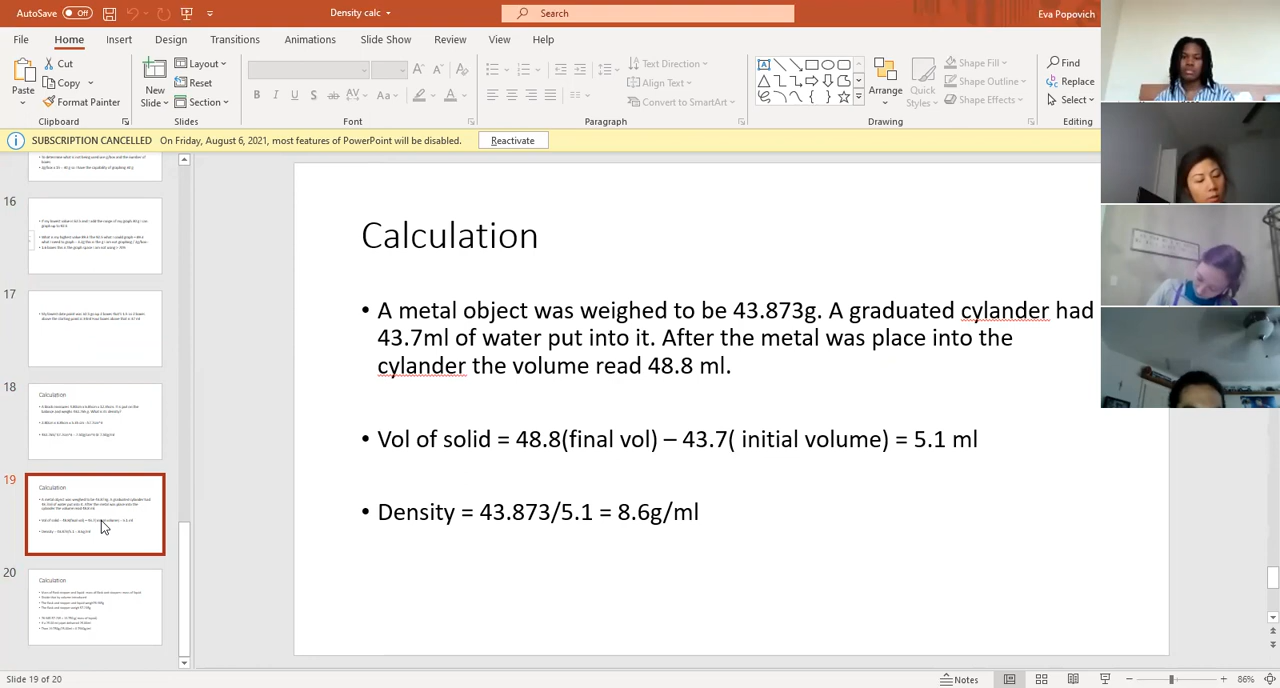 AutoSave Off Density calc Search Eva Popovich
File Home Insert Design Transitions Animations Slide Show Review View Help
Paste Cut Copy Format Painter Clipboard
New Slide Layout Reset Section Slides
B I U S ab AV Aa A Font
Text Direction Align Text Convert to SmartArt Paragraph
Arrange Quick Styles Shape Fill Shape Outline Shape Effects Drawing
Find Replace Select Editing
SUBSCRIPTION CANCELLED On Friday, August 6, 2021, most features of PowerPoint will be disabled. Reactivate
16
17
18
Calculation
19
Calculation
20
Calculation
Calculation
• A metal object was weighed to be 43.873g. A graduated cylander had
43.7ml of water put into it. After the metal was place into the
cylander the volume read 48.8 ml.
• Vol of solid = 48.8(final vol) – 43.7( initial volume) = 5.1 ml
• Density = 43.873/5.1 = 8.6g/ml
Slide 19 of 20 Notes 86%